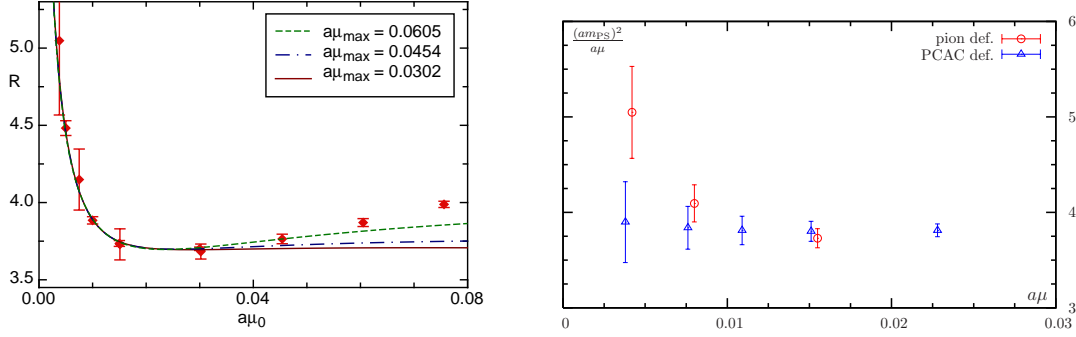 5.0
4.5
4.0
3.5
R
0.00
0.04
0.08
aμ₀
aμmax = 0.0605
aμmax = 0.0454
aμmax = 0.0302
(amPS)²
aμ
pion def.
PCAC def.
6
5
4
3
aμ
0
0.01
0.02
0.03